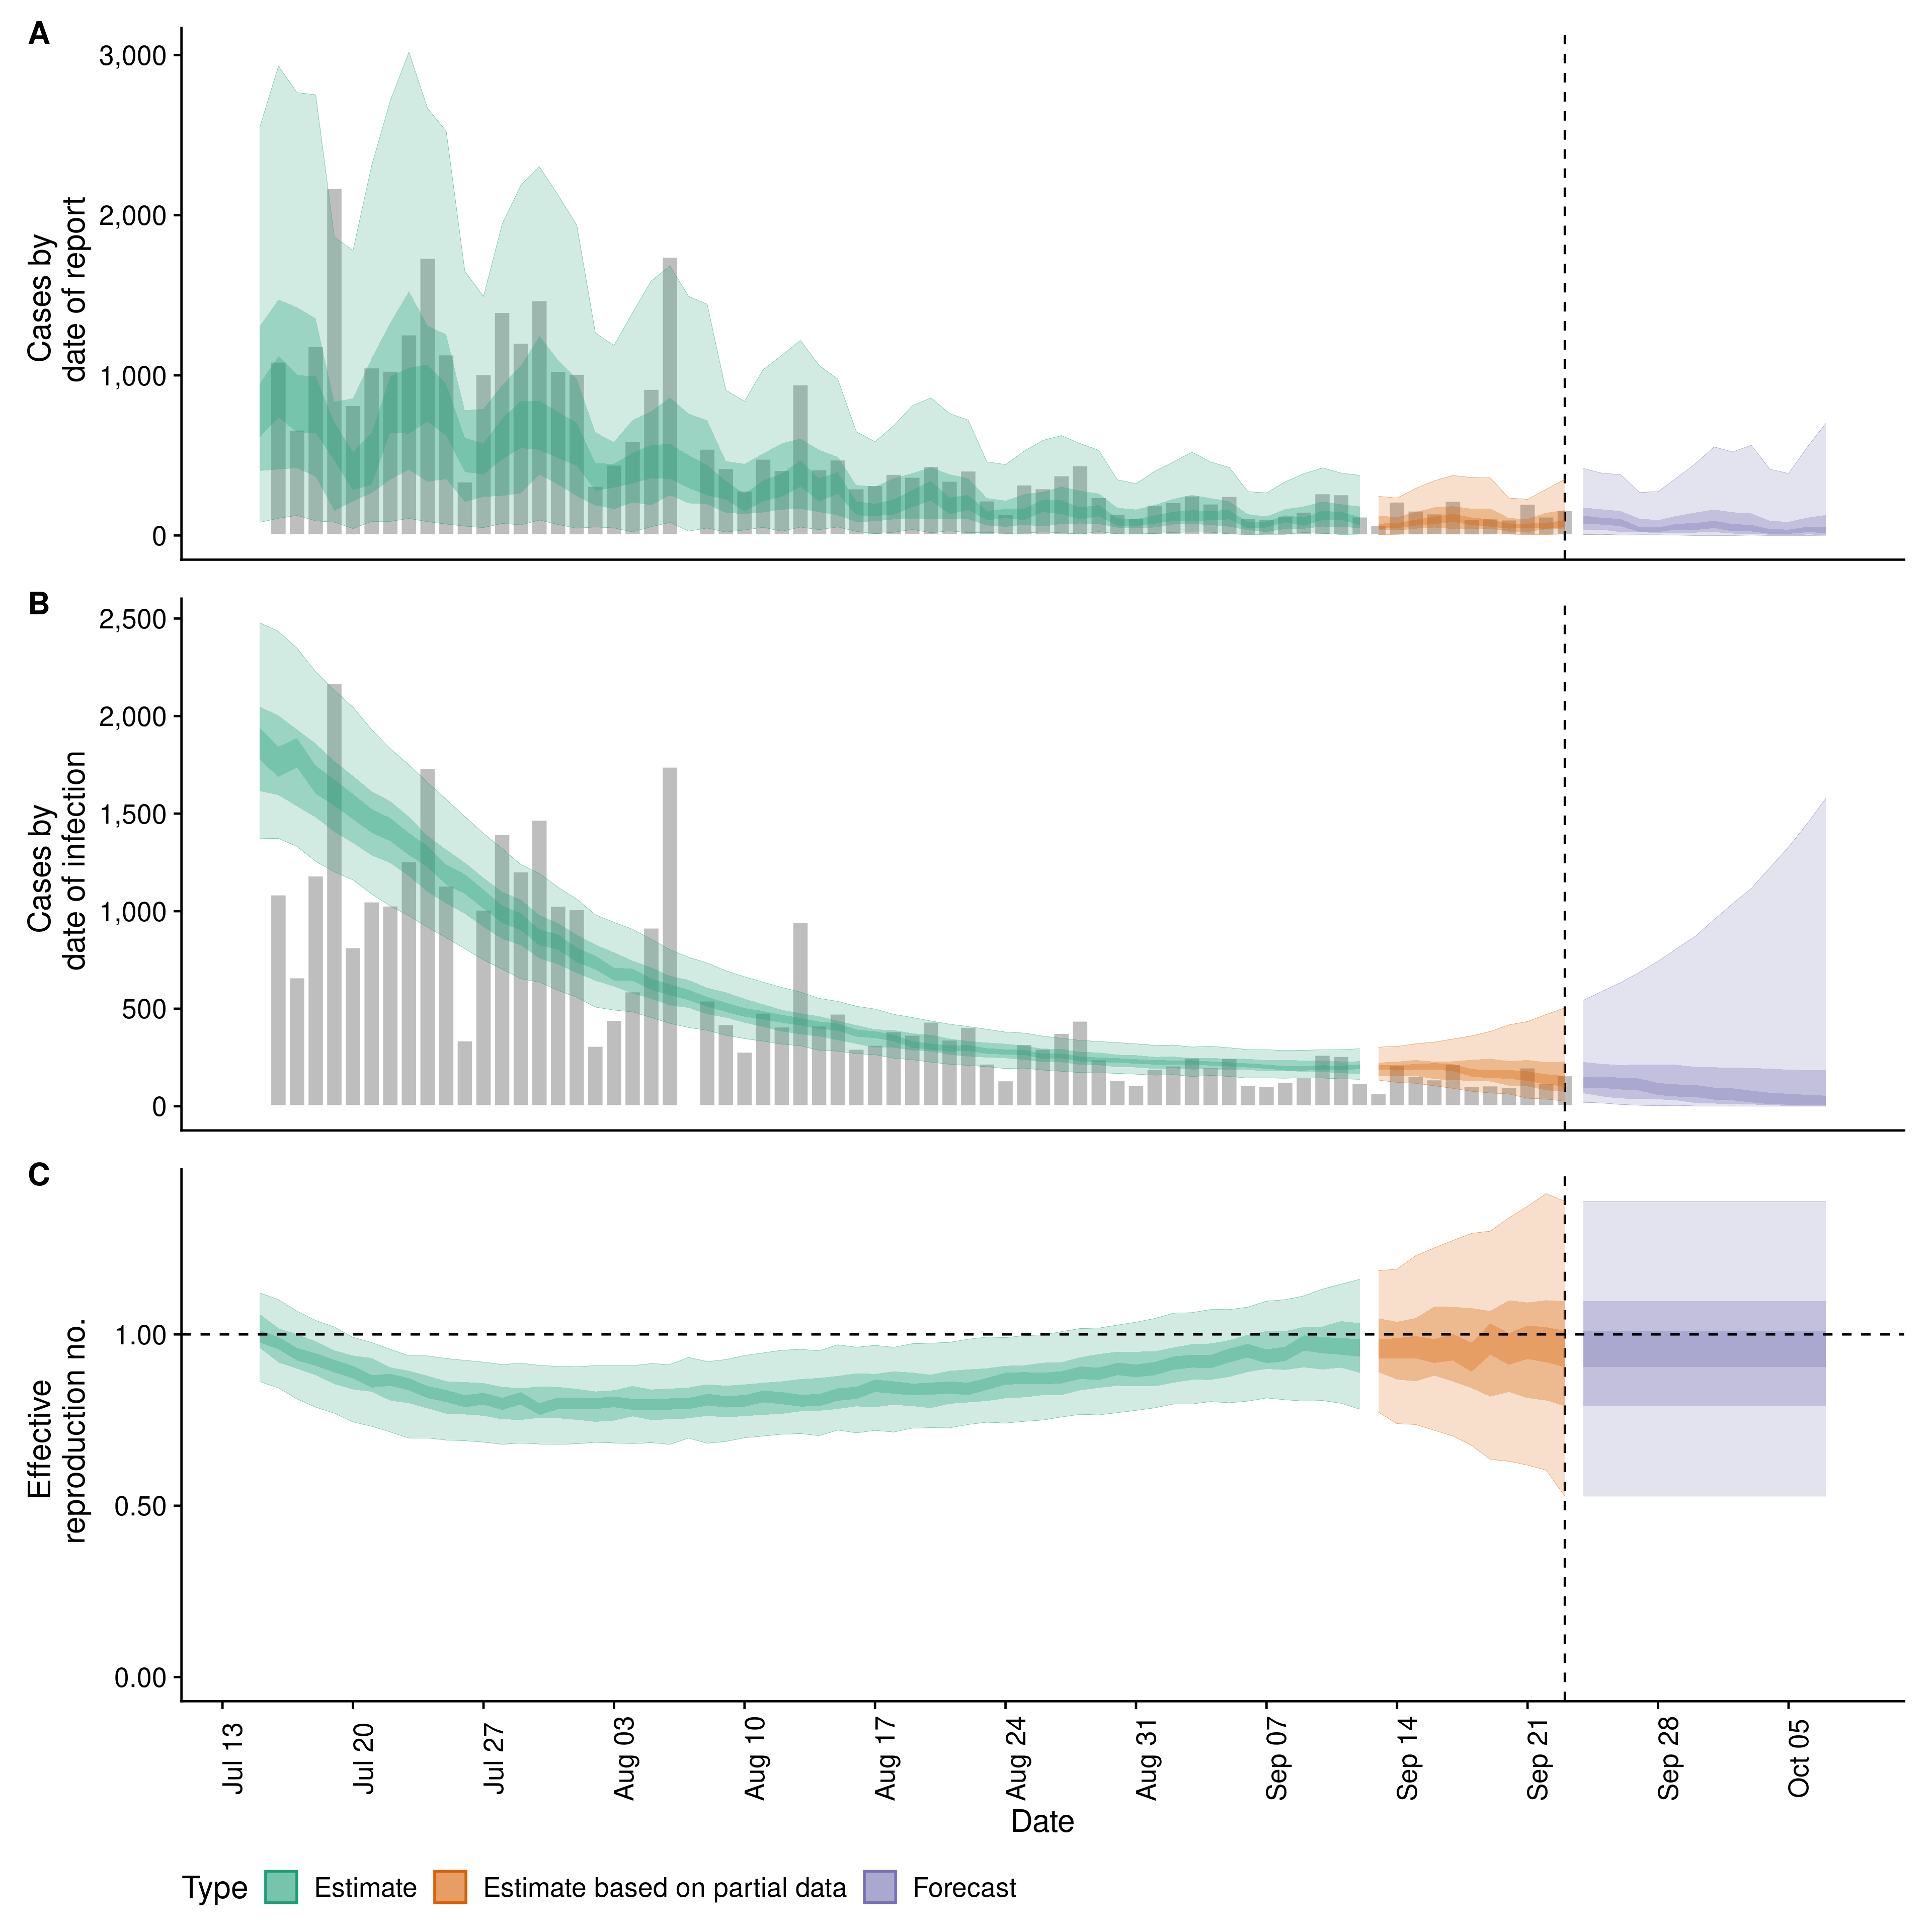 A
3,000
2,000
1,000
0
Cases by
date of report
B
2,500
2,000
1,500
1,000
500
0
Cases by
date of infection
C
1.00
0.50
0.00
Effective
reproduction no.
Jul 13
Jul 20
Jul 27
Aug 03
Aug 10
Aug 17
Aug 24
Aug 31
Sep 07
Sep 14
Sep 21
Sep 28
Oct 05
Date
Type Estimate Estimate based on partial data Forecast